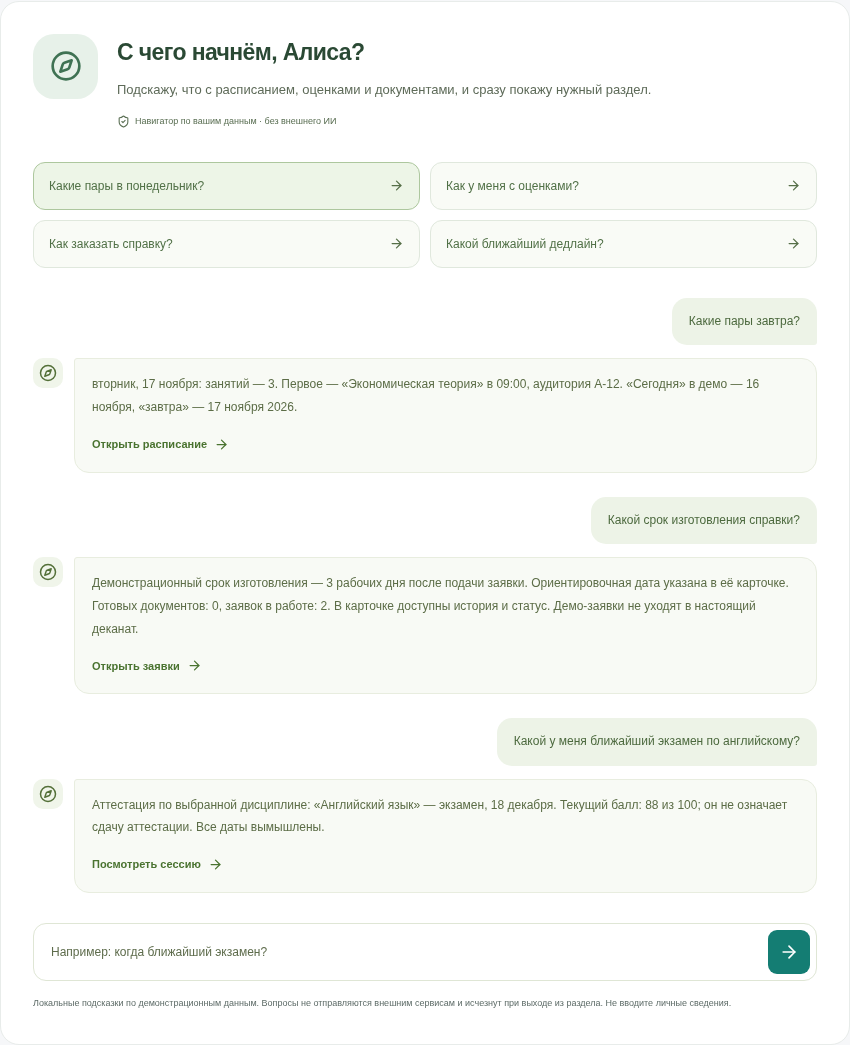 С чего начнём, Алиса?
Подскажу, что с расписанием, оценками и документами, и сразу покажу нужный раздел.
Навигатор по вашим данным · без внешнего ИИ
Какие пары в понедельник?
Как у меня с оценками?
Как заказать справку?
Какой ближайший дедлайн?
Какие пары завтра?
вторник, 17 ноября: занятий — 3. Первое — «Экономическая теория» в 09:00, аудитория А-12. «Сегодня» в демо — 16
ноября, «завтра» — 17 ноября 2026.
Открыть расписание
Какой срок изготовления справки?
Демонстрационный срок изготовления — 3 рабочих дня после подачи заявки. Ориентировочная дата указана в её карточке.
Готовых документов: 0, заявок в работе: 2. В карточке доступны история и статус. Демо-заявки не уходят в настоящий
деканат.
Открыть заявки
Какой у меня ближайший экзамен по английскому?
Аттестация по выбранной дисциплине: «Английский язык» — экзамен, 18 декабря. Текущий балл: 88 из 100; он не означает
сдачу аттестации. Все даты вымышлены.
Посмотреть сессию
Например: когда ближайший экзамен?
Локальные подсказки по демонстрационным данным. Вопросы не отправляются внешним сервисам и исчезнут при выходе из раздела. Не вводите личные сведения.